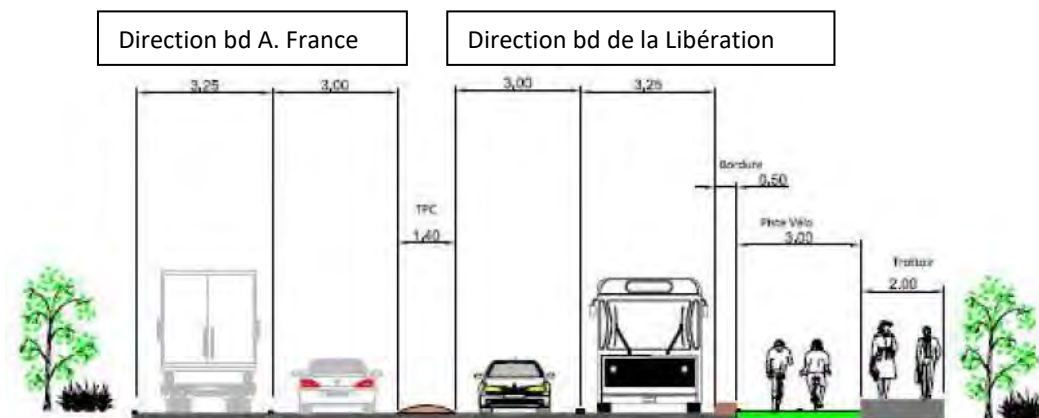 Direction bd A. France
Direction bd de la Libération
3,25
3,00
3,00
3,25
Bordure
0,50
TPC
1,40
Piste Vélo
3,00
Trottoir
2,00